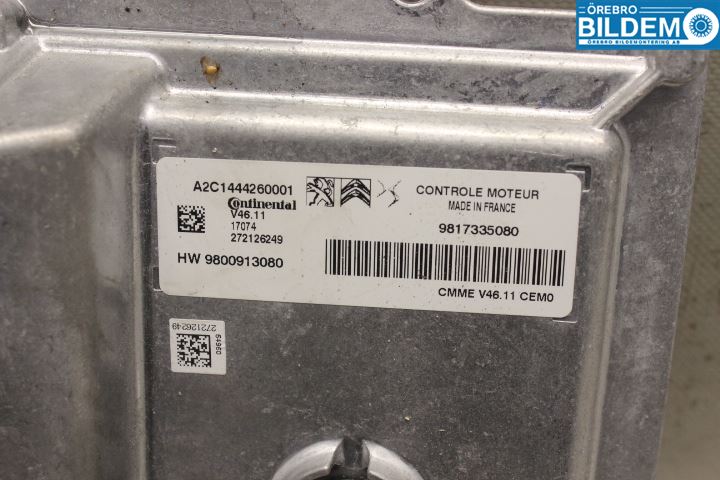 ÖREBRO
BILDEMO
ÖREBRO BILDEMONTERING AB
A2C1444260001
Continental
V46.11
17074
272126249
HW 9800913080
CONTROLE MOTEUR
MADE IN FRANCE
9817335080
CMME V46.11 CEM0
272126249
64960